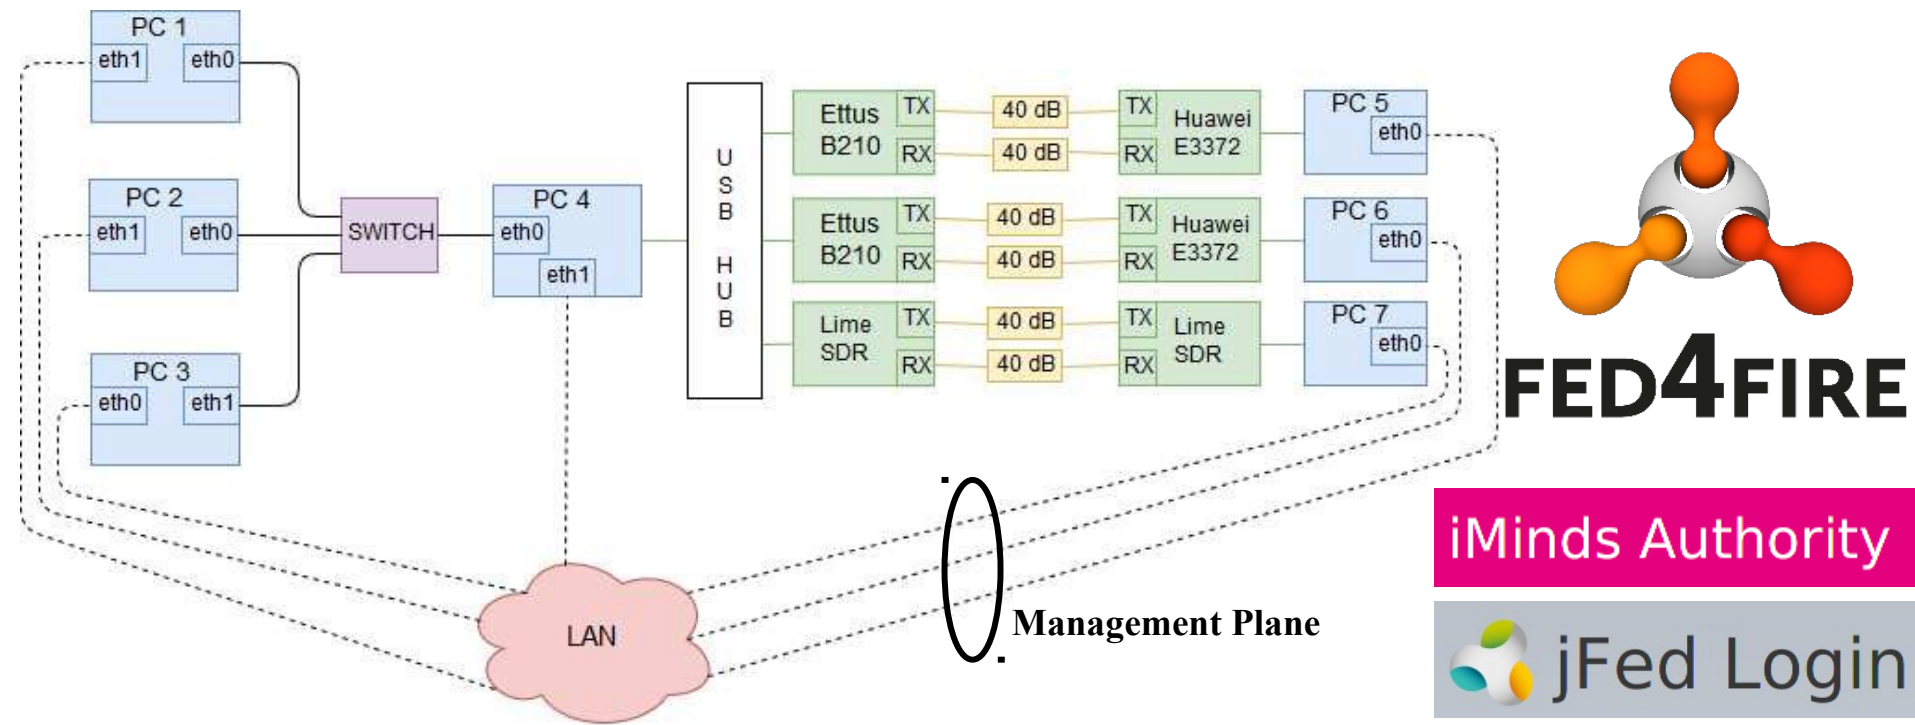 PC 1
eth1
eth0
PC 2
eth1
eth0
PC 3
eth0
eth1
SWITCH
PC 4
eth0
eth1
U
S
B
H
U
B
Ettus
B210
TX
RX
40 dB
40 dB
TX
RX
Huawei
E3372
PC 5
eth0
Ettus
B210
TX
RX
40 dB
40 dB
TX
RX
Huawei
E3372
PC 6
eth0
Lime
SDR
TX
RX
40 dB
40 dB
TX
RX
Lime
SDR
PC 7
eth0
LAN
Management Plane
FED4FIRE
iMinds Authority
jFed Login